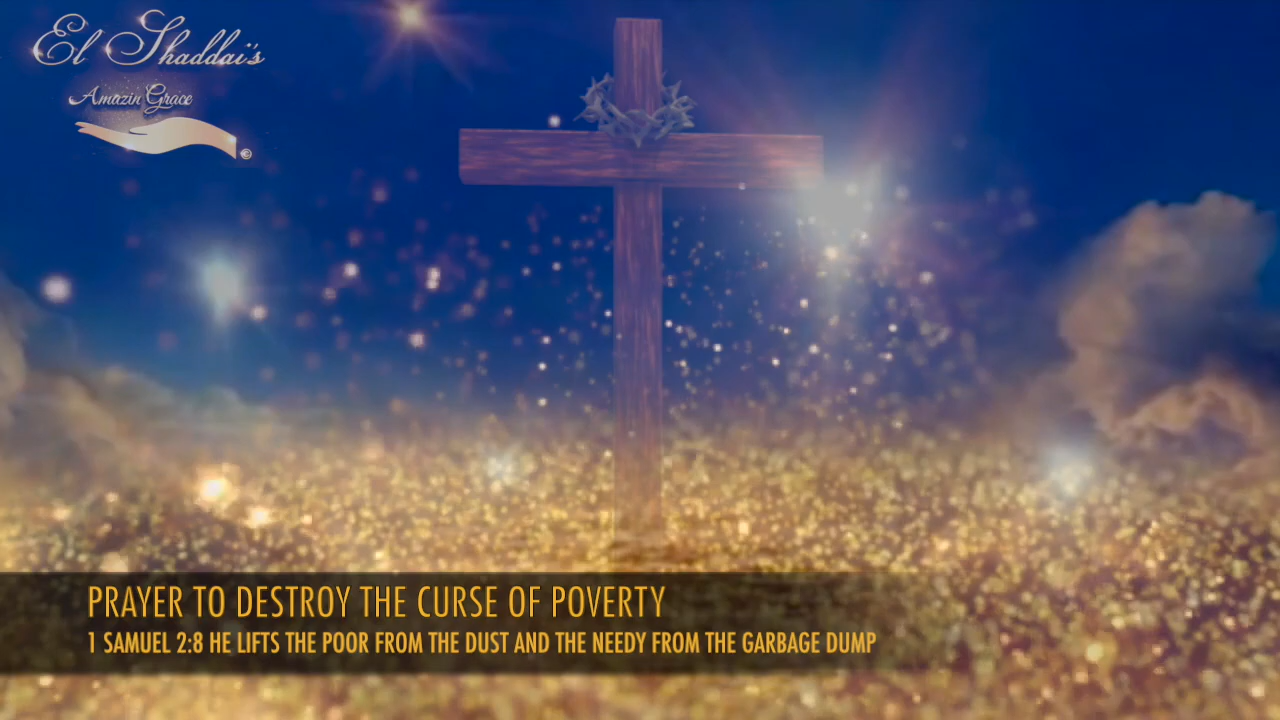 El Shaddai's
Amazin Grace
©
PRAYER TO DESTROY THE CURSE OF POVERTY
1 SAMUEL 2:8 HE LIFTS THE POOR FROM THE DUST AND THE NEEDY FROM THE GARBAGE DUMP